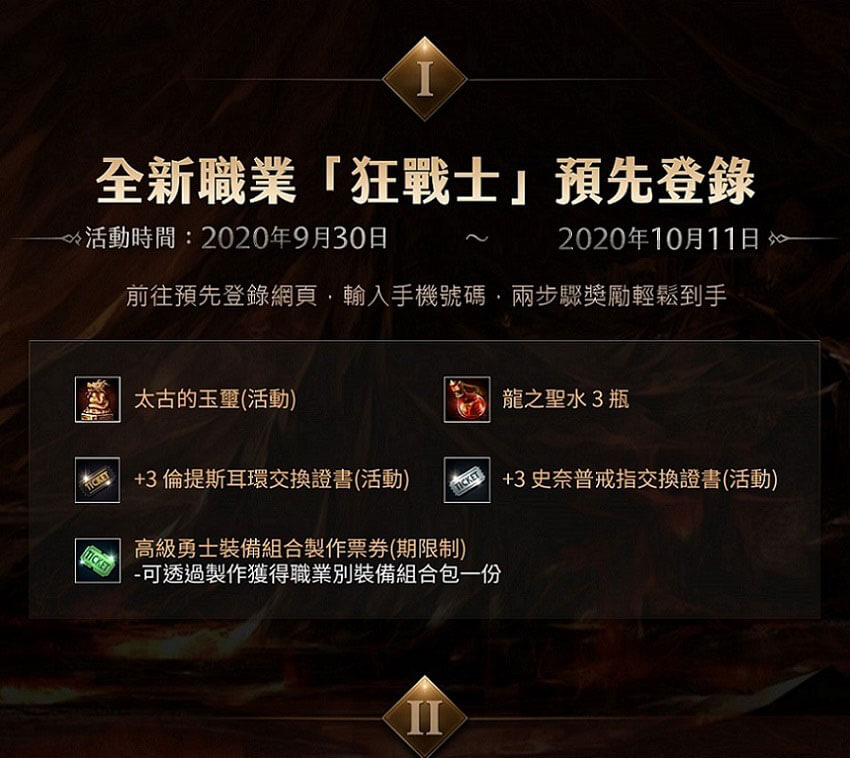 I
全新職業「狂戰士」預先登錄
活動時間：2020年9月30日 ～ 2020年10月11日
前往預先登錄網頁，輸入手機號碼，兩步驟獎勵輕鬆到手
太古的玉璽(活動)
龍之聖水 3 瓶
TICKET
+3 倫提斯耳環交換證書(活動)
TICKET
+3 史奈普戒指交換證書(活動)
TICKET
高級勇士裝備組合製作票券(期限制)
-可透過製作獲得職業別裝備組合包一份
II